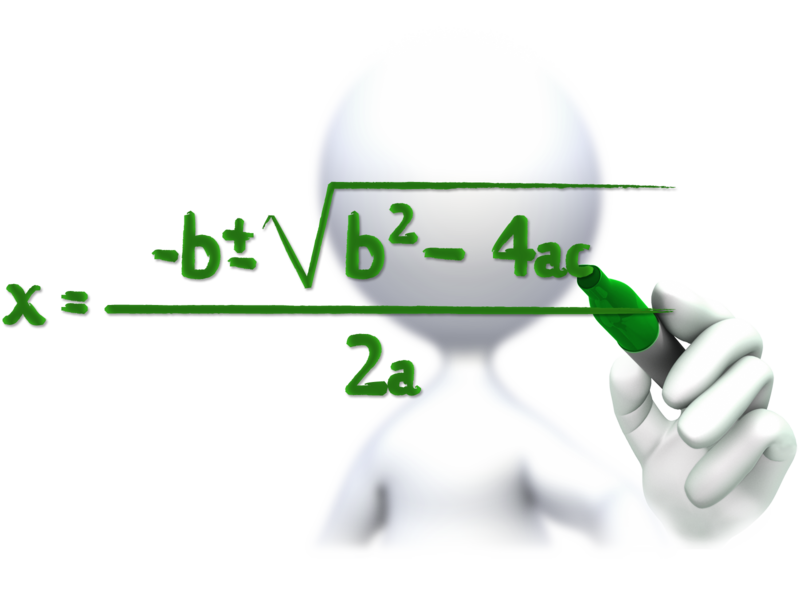 x = -b ± √b² - 4ac
2a